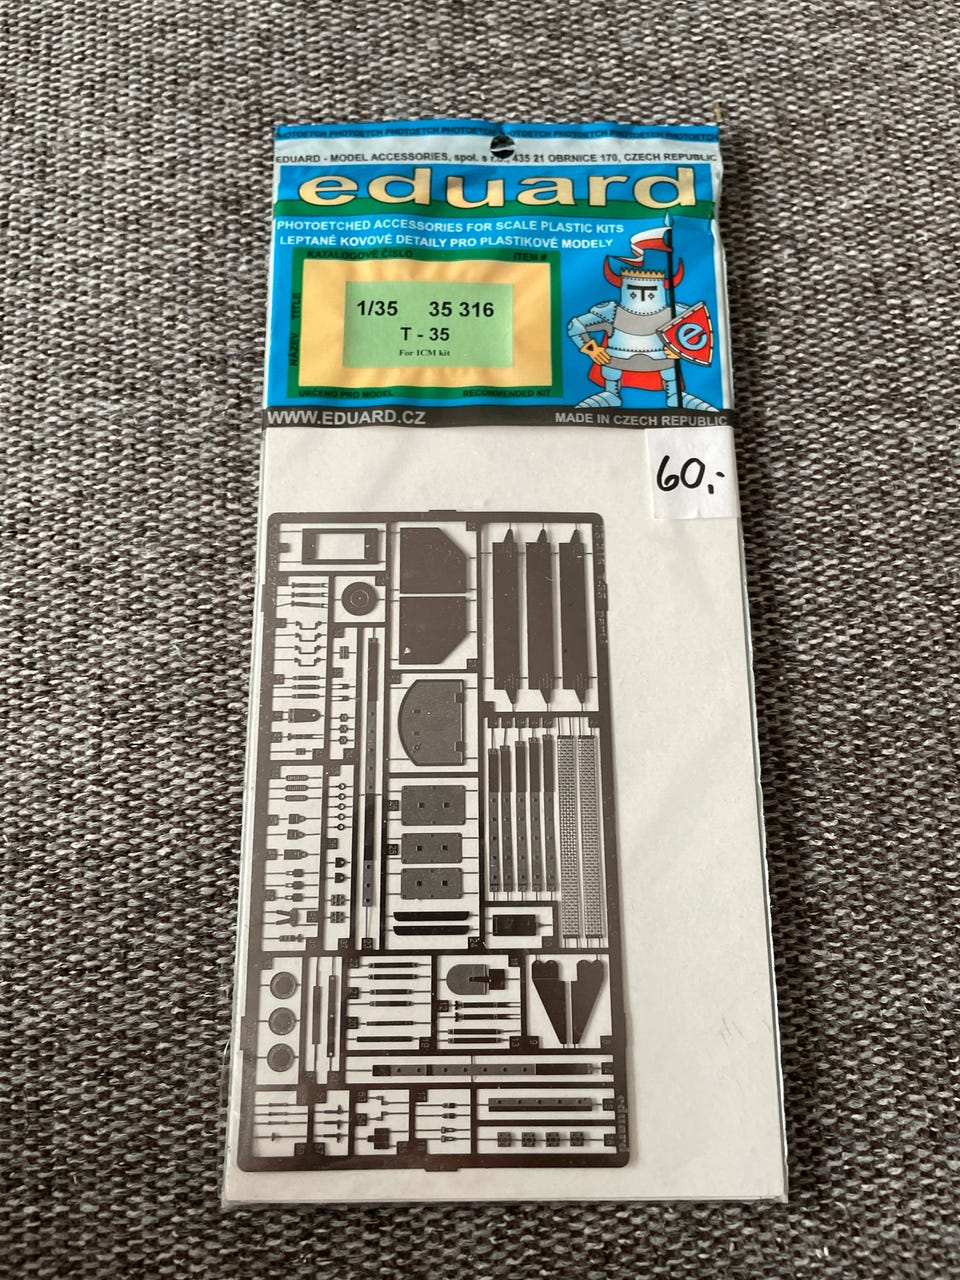 PHOTOETCH PHOTOETCH PHOTOETCH PHOTOETCH PHOTOETCH PHOTOETCH PHOTOETCH
EDUARD - MODEL ACCESSORIES, spol. s r.o., 435 21 OBRNICE 170, CZECH REPUBLIC
eduard
PHOTOETCHED ACCESSORIES FOR SCALE PLASTIC KITS
LEPTANÉ KOVOVÉ DETAILY PRO PLASTIKOVÉ MODELY
KATALOGOVÉ ČÍSLO ITEM #
NÁZEV TITLE
1/35 35 316
T - 35
For ICM kit
e
URČENO PRO MODEL RECOMMENDED KIT
WWW.EDUARD.CZ MADE IN CZECH REPUBLIC
60,-
eduard